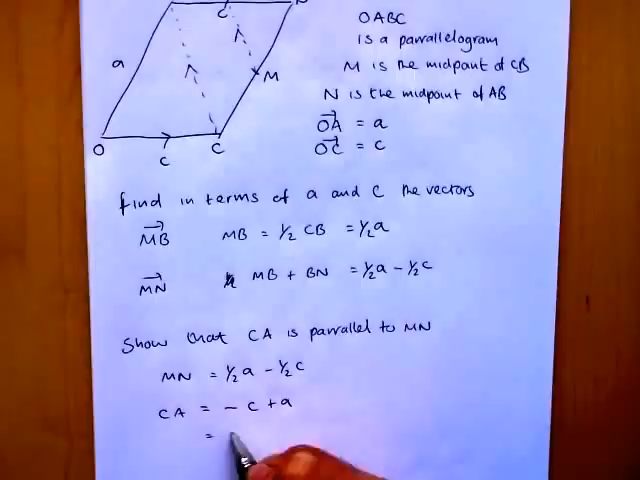 a
C
M
O
C
C
OABC
is a parrallelogram
M is the midpoint of CB
N is the midpoint of AB
OA = a
OC = c
find in terms of a and c the vectors
MB MB = 1/2 CB = 1/2a
MN MB + BN = 1/2a - 1/2c
Show that CA is parrallel to MN
MN = 1/2a - 1/2c
CA = - c + a
=